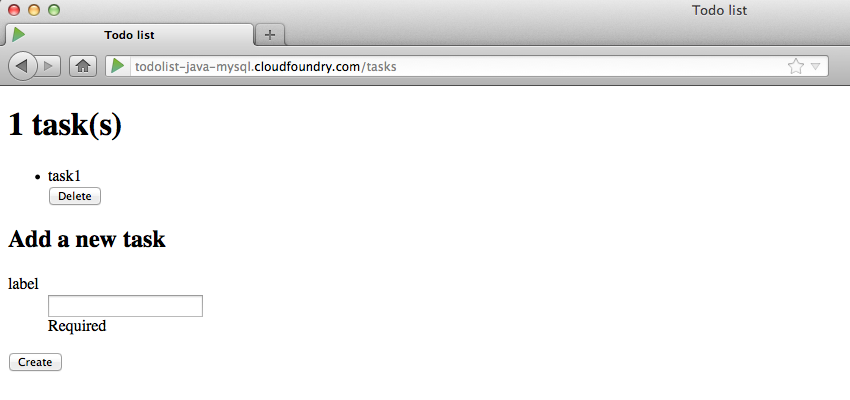 Todo list
Todo list
todolist-java-mysql.cloudfoundry.com/tasks
1 task(s)
• task1
Delete
Add a new task
label
Required
Create